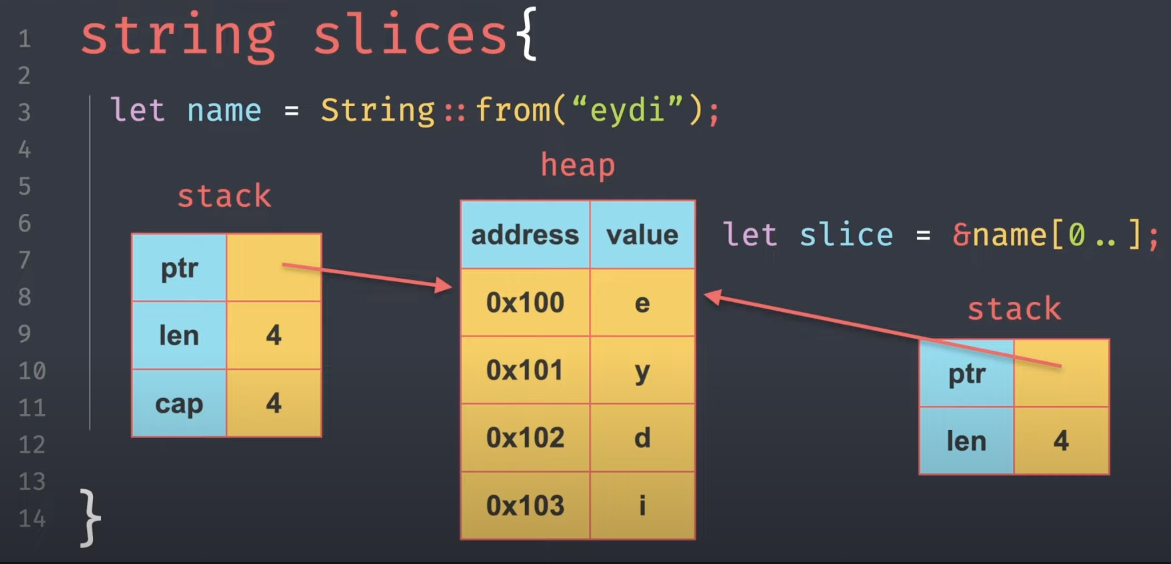 1
2
3
4
5
6
7
8
9
10
11
12
13
14
string slices{
let name = String::from(“eydi”);
stack
ptr
len 4
cap 4
heap
address value
0x100 e
0x101 y
0x102 d
0x103 i
let slice = &name[0..];
stack
ptr
len 4
}